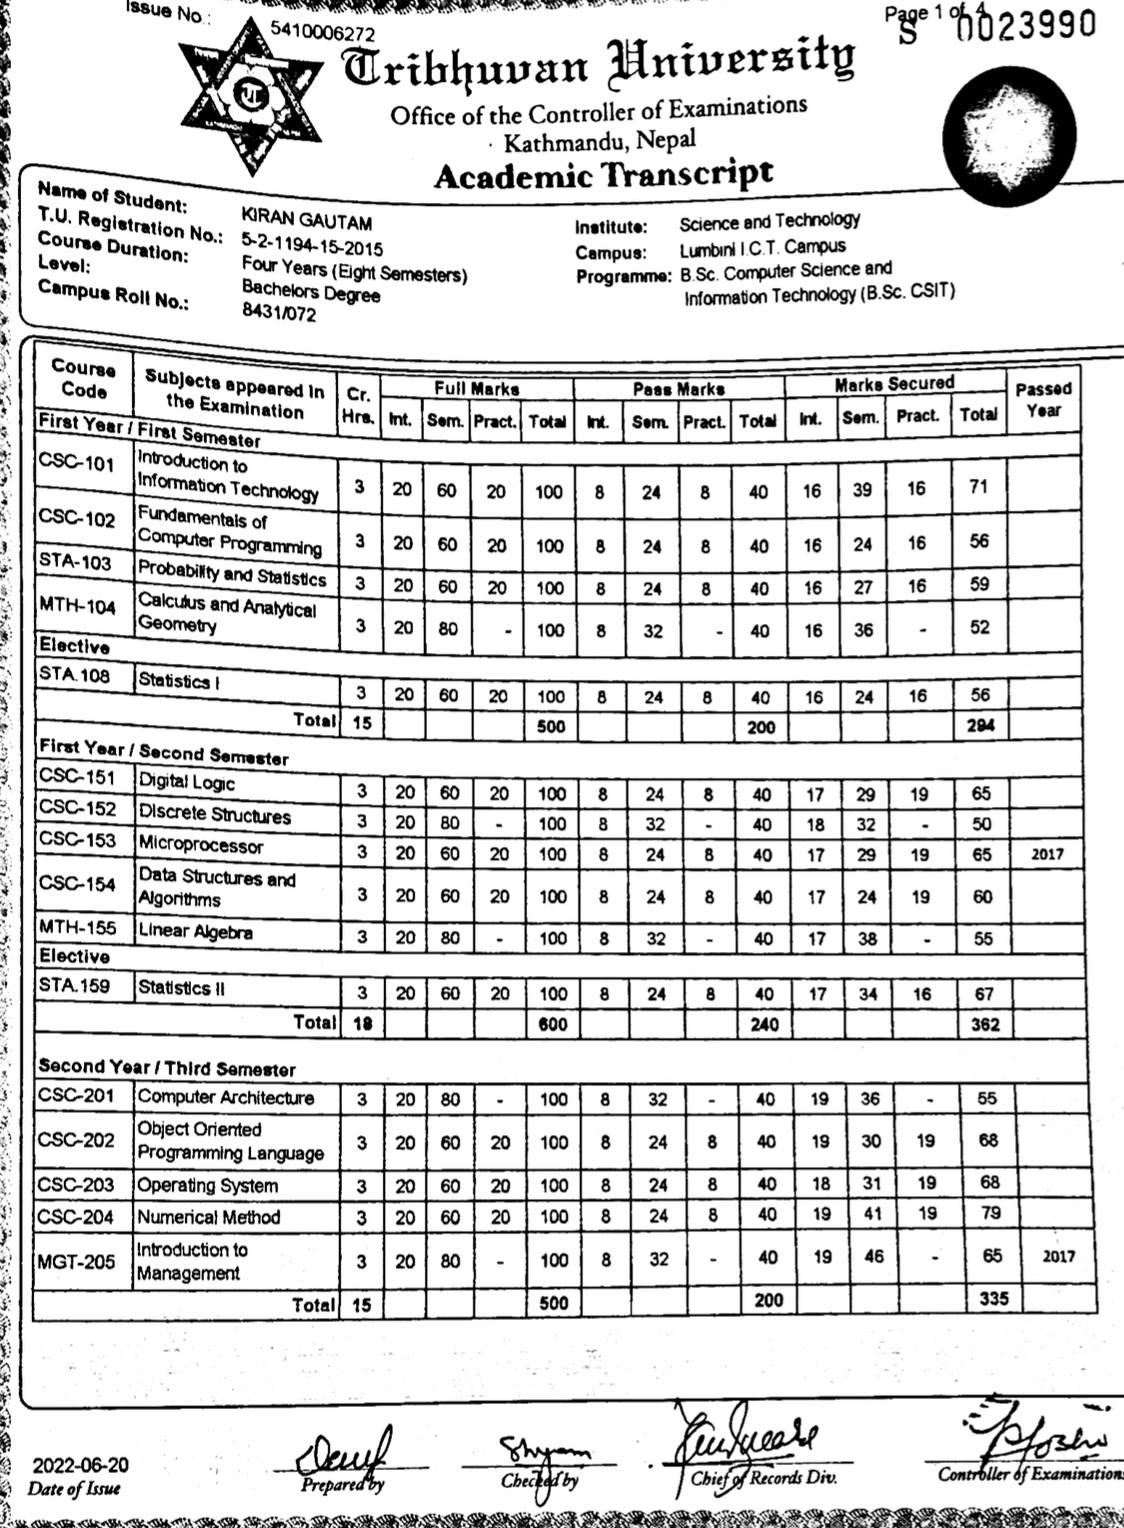 Issue No.: 5410006272
Page 1 of 4
S 0023990
Tribhuvan University
Office of the Controller of Examinations
Kathmandu, Nepal
Academic Transcript
Name of Student: KIRAN GAUTAM
T.U. Registration No.: 5-2-1194-15-2015
Course Duration: Four Years (Eight Semesters)
Level: Bachelors Degree
Campus Roll No.: 8431/072
Institute: Science and Technology
Campus: Lumbini I.C.T. Campus
Programme: B.Sc. Computer Science and
Information Technology (B.Sc. CSIT)
Course Code Subjects appeared in the Examination Cr. Hrs. Full Marks Pass Marks Marks Secured Passed Year
Int. Sem. Pract. Total Int. Sem. Pract. Total Int. Sem. Pract. Total
First Year / First Semester
CSC-101 Introduction to Information Technology 3 20 60 20 100 8 24 8 40 16 39 16 71
CSC-102 Fundamentals of Computer Programming 3 20 60 20 100 8 24 8 40 16 24 16 56
STA-103 Probability and Statistics 3 20 60 20 100 8 24 8 40 16 27 16 59
MTH-104 Calculus and Analytical Geometry 3 20 80 - 100 8 32 - 40 16 36 - 52
Elective
STA.108 Statistics I 3 20 60 20 100 8 24 8 40 16 24 16 56
Total 15 500 200 294
First Year / Second Semester
CSC-151 Digital Logic 3 20 60 20 100 8 24 8 40 17 29 19 65
CSC-152 Discrete Structures 3 20 80 - 100 8 32 - 40 18 32 - 50
CSC-153 Microprocessor 3 20 60 20 100 8 24 8 40 17 29 19 65 2017
CSC-154 Data Structures and Algorithms 3 20 60 20 100 8 24 8 40 17 24 19 60
MTH-155 Linear Algebra 3 20 80 - 100 8 32 - 40 17 38 - 55
Elective
STA.159 Statistics II 3 20 60 20 100 8 24 8 40 17 34 16 67
Total 18 600 240 362
Second Year / Third Semester
CSC-201 Computer Architecture 3 20 80 - 100 8 32 - 40 19 36 - 55
CSC-202 Object Oriented Programming Language 3 20 60 20 100 8 24 8 40 19 30 19 68
CSC-203 Operating System 3 20 60 20 100 8 24 8 40 18 31 19 68
CSC-204 Numerical Method 3 20 60 20 100 8 24 8 40 19 41 19 79
MGT-205 Introduction to Management 3 20 80 - 100 8 32 - 40 19 46 - 65 2017
Total 15 500 200 335
2022-06-20
Date of Issue
Shyam
Prepared by
Checked by
Chief of Records Div.
Controller of Examinations